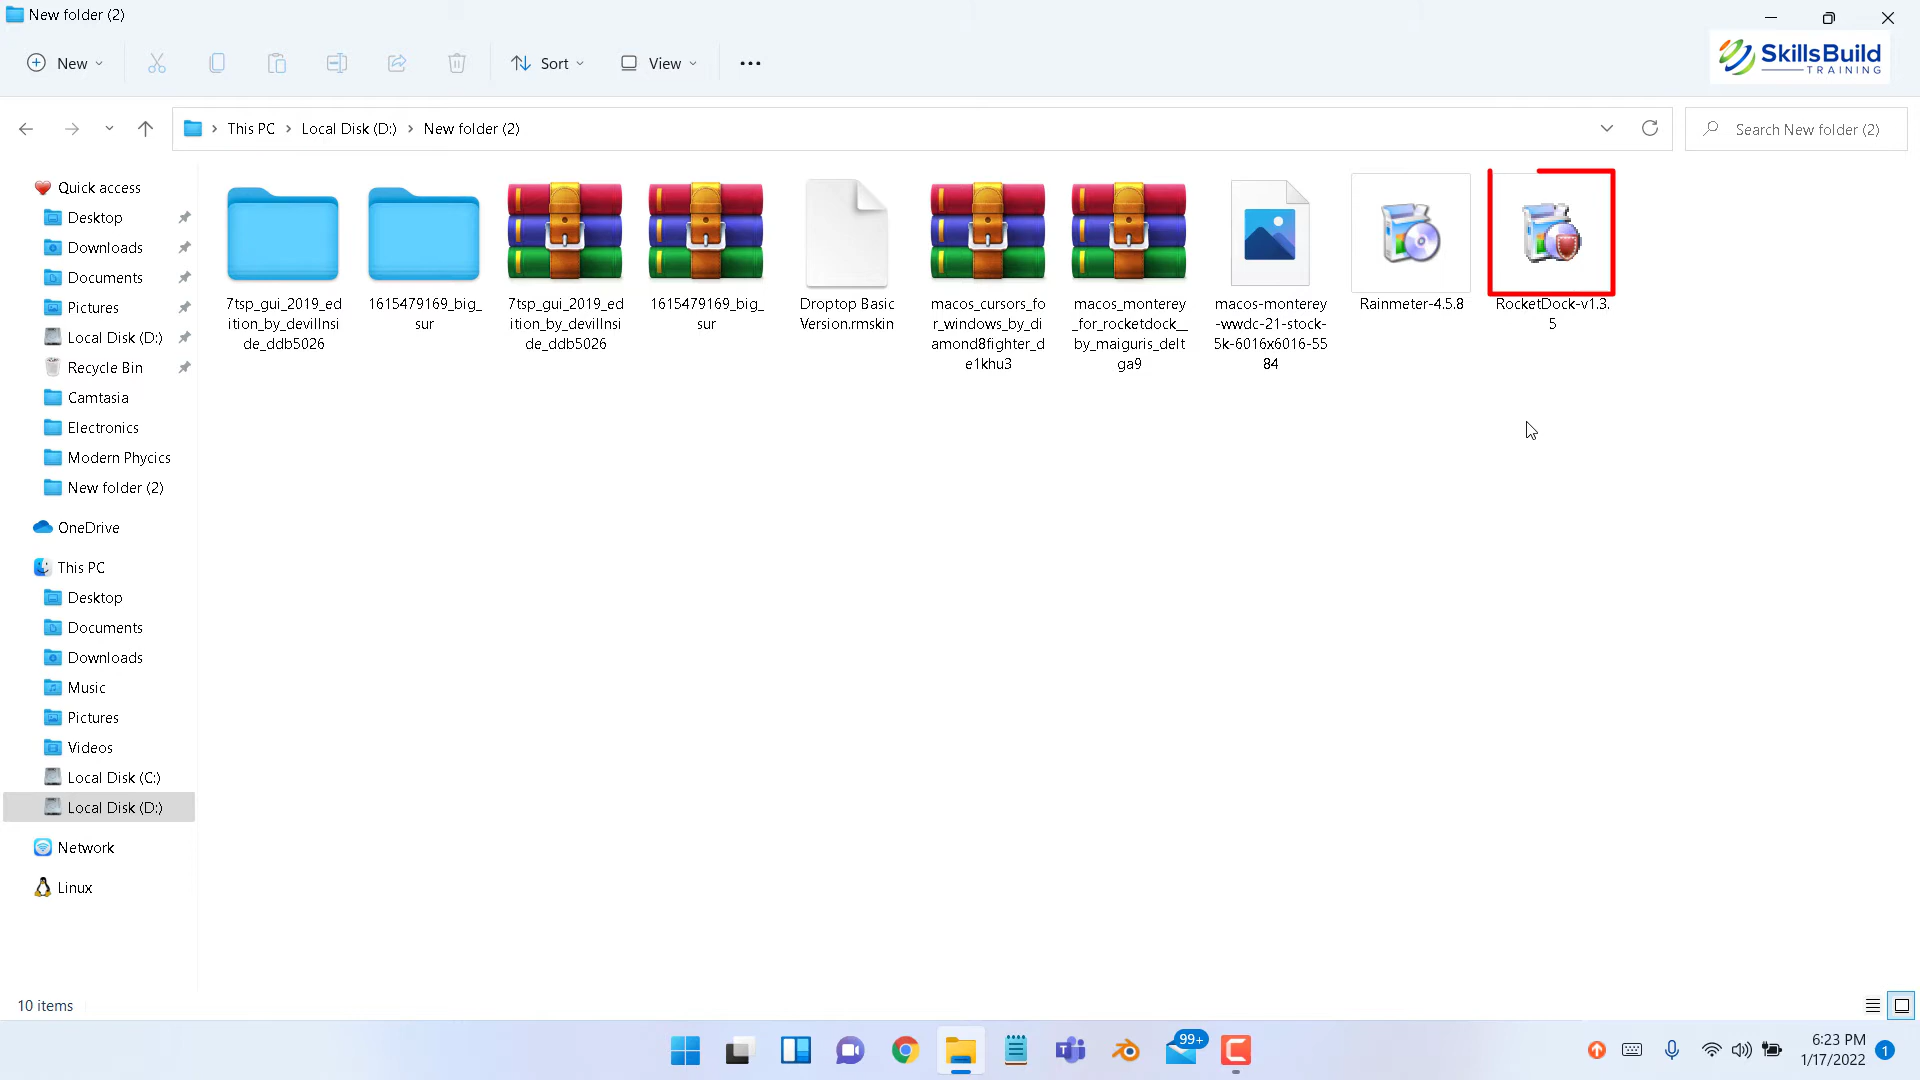 New folder (2)
New
Sort
View
SkillsBuild
TRAINING
This PC
Local Disk (D:)
New folder (2)
Search New folder (2)
Quick access
Desktop
Downloads
Documents
Pictures
Local Disk (D:)
Recycle Bin
Camtasia
Electronics
Modern Phycics
New folder (2)
OneDrive
This PC
Desktop
Documents
Downloads
Music
Pictures
Videos
Local Disk (C:)
Local Disk (D:)
Network
Linux
7tsp_gui_2019_ed
ition_by_devillnsi
de_ddb5026
1615479169_big_
sur
7tsp_gui_2019_ed
ition_by_devillnsi
de_ddb5026
1615479169_big_
sur
Droptop Basic
Version.rmskin
macos_cursors_fo
r_windows_by_di
amond8fighter_d
e1khu3
macos_monterey
_for_rocketdock__
by_maiguris_delt
ga9
macos-monterey
-wwdc-21-stock-
5k-6016x6016-55
84
Rainmeter-4.5.8
RocketDock-v1.3.
5
10 items
99+
6:23 PM
1/17/2022
1